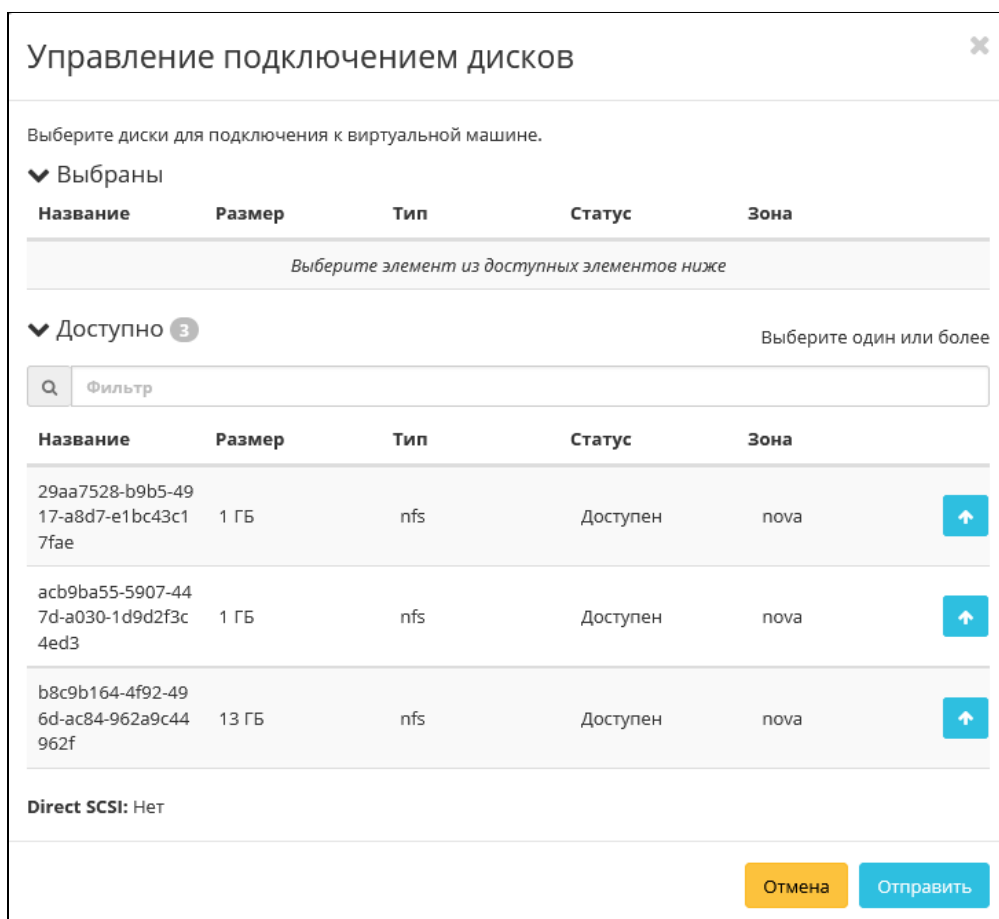 Управление подключением дисков
Выберите диски для подключения к виртуальной машине.
Выбраны
Название Размер Тип Статус Зона
Выберите элемент из доступных элементов ниже
Доступно 3
Выберите один или более
Фильтр
Название Размер Тип Статус Зона
29aa7528-b9b5-49
17-a8d7-e1bc43c1 1 ГБ nfs Доступен nova
7fae
acb9ba55-5907-44
7d-a030-1d9d2f3c 1 ГБ nfs Доступен nova
4ed3
b8c9b164-4f92-49
6d-ac84-962a9c44 13 ГБ nfs Доступен nova
962f
Direct SCSI: Нет
Отмена Отправить